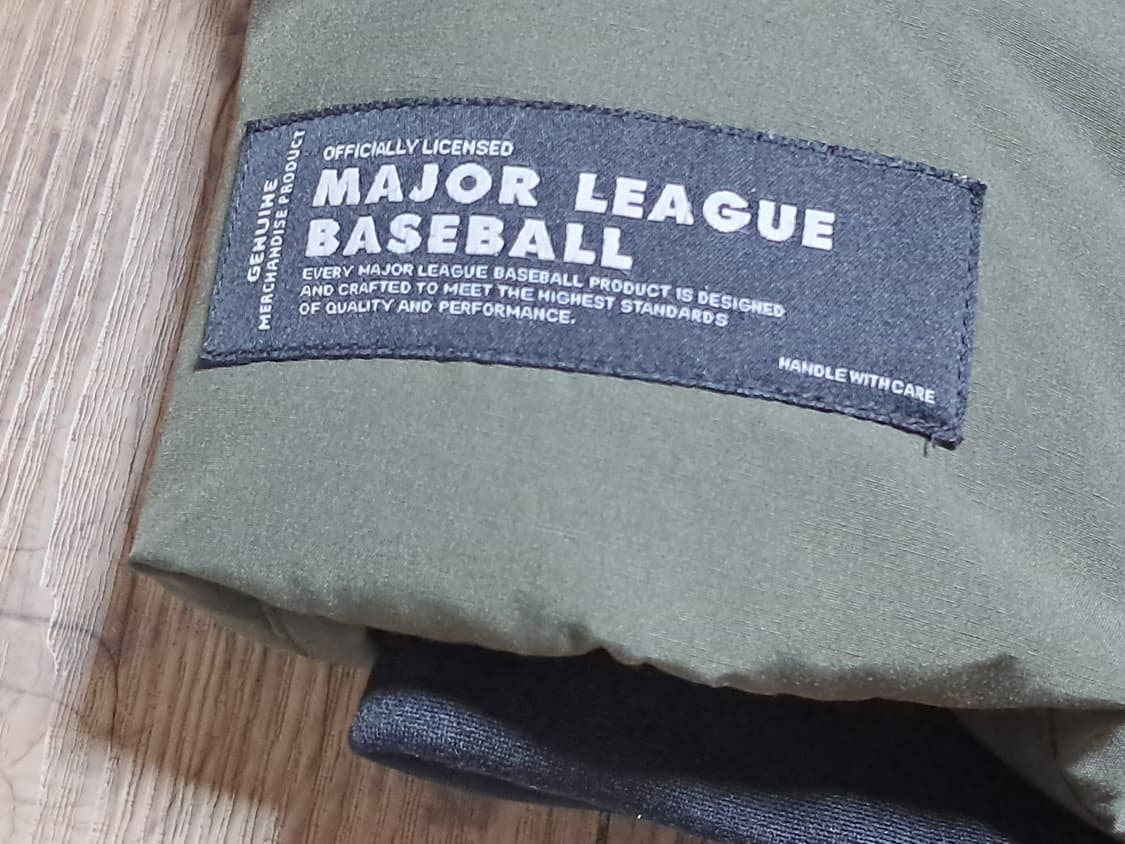 GENUINE
MERCHANDISE PRODUCT
OFFICIALLY LICENSED
MAJOR LEAGUE
BASEBALL
EVERY MAJOR LEAGUE BASEBALL PRODUCT IS DESIGNED
AND CRAFTED TO MEET THE HIGHEST STANDARDS
OF QUALITY AND PERFORMANCE.
HANDLE WITH CARE